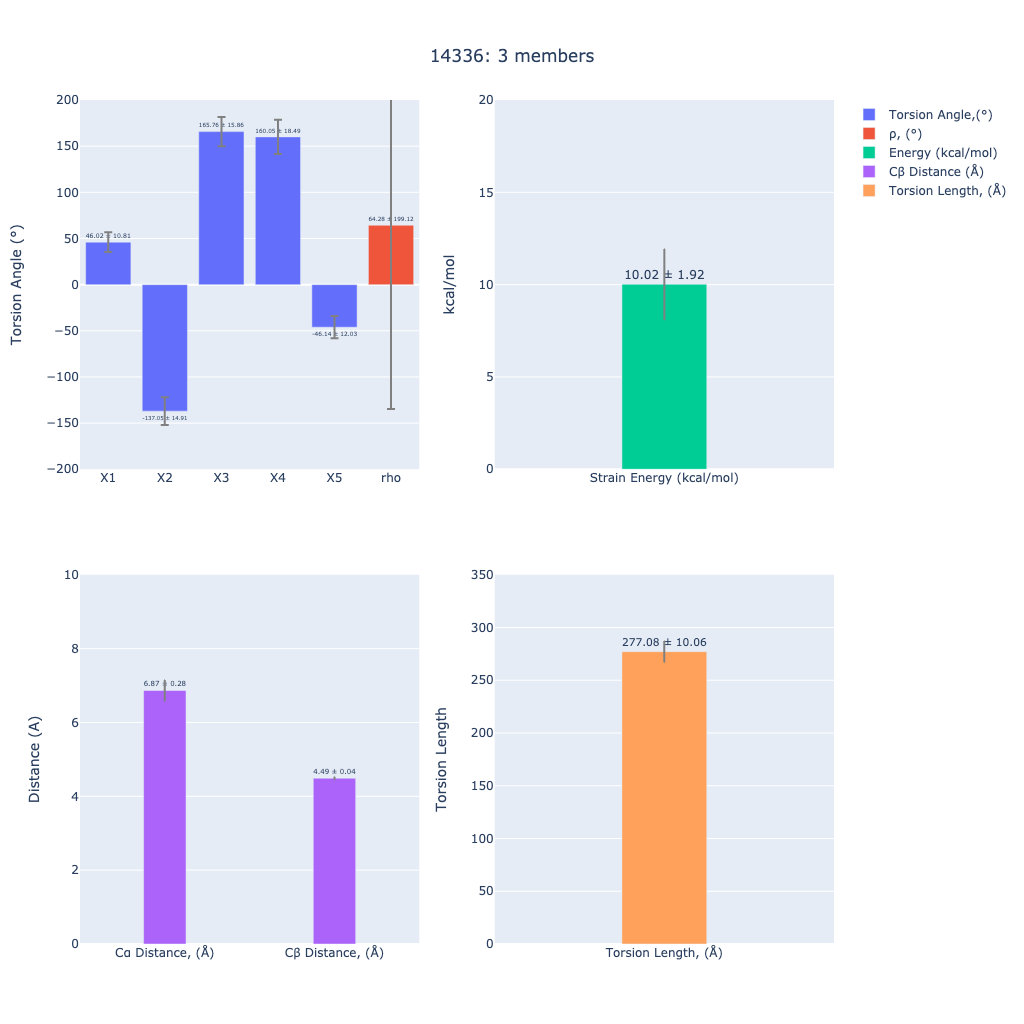 14336: 3 members
Torsion Angle (°)
200
150
100
50
0
−50
−100
−150
−200
46.02 ± 10.81
-137.05 ± 14.91
165.76 ± 15.86
160.05 ± 18.49
-46.14 ± 12.03
64.28 ± 199.12
X1 X2 X3 X4 X5 rho
kcal/mol
20
15
10
5
0
10.02 ± 1.92
Strain Energy (kcal/mol)
Torsion Angle,(°)
ρ, (°)
Energy (kcal/mol)
Cβ Distance (Å)
Torsion Length, (Å)
Distance (A)
10
8
6
4
2
0
6.87 ± 0.28
4.49 ± 0.04
Cα Distance, (Å) Cβ Distance, (Å)
Torsion Length
350
300
250
200
150
100
50
0
277.08 ± 10.06
Torsion Length, (Å)